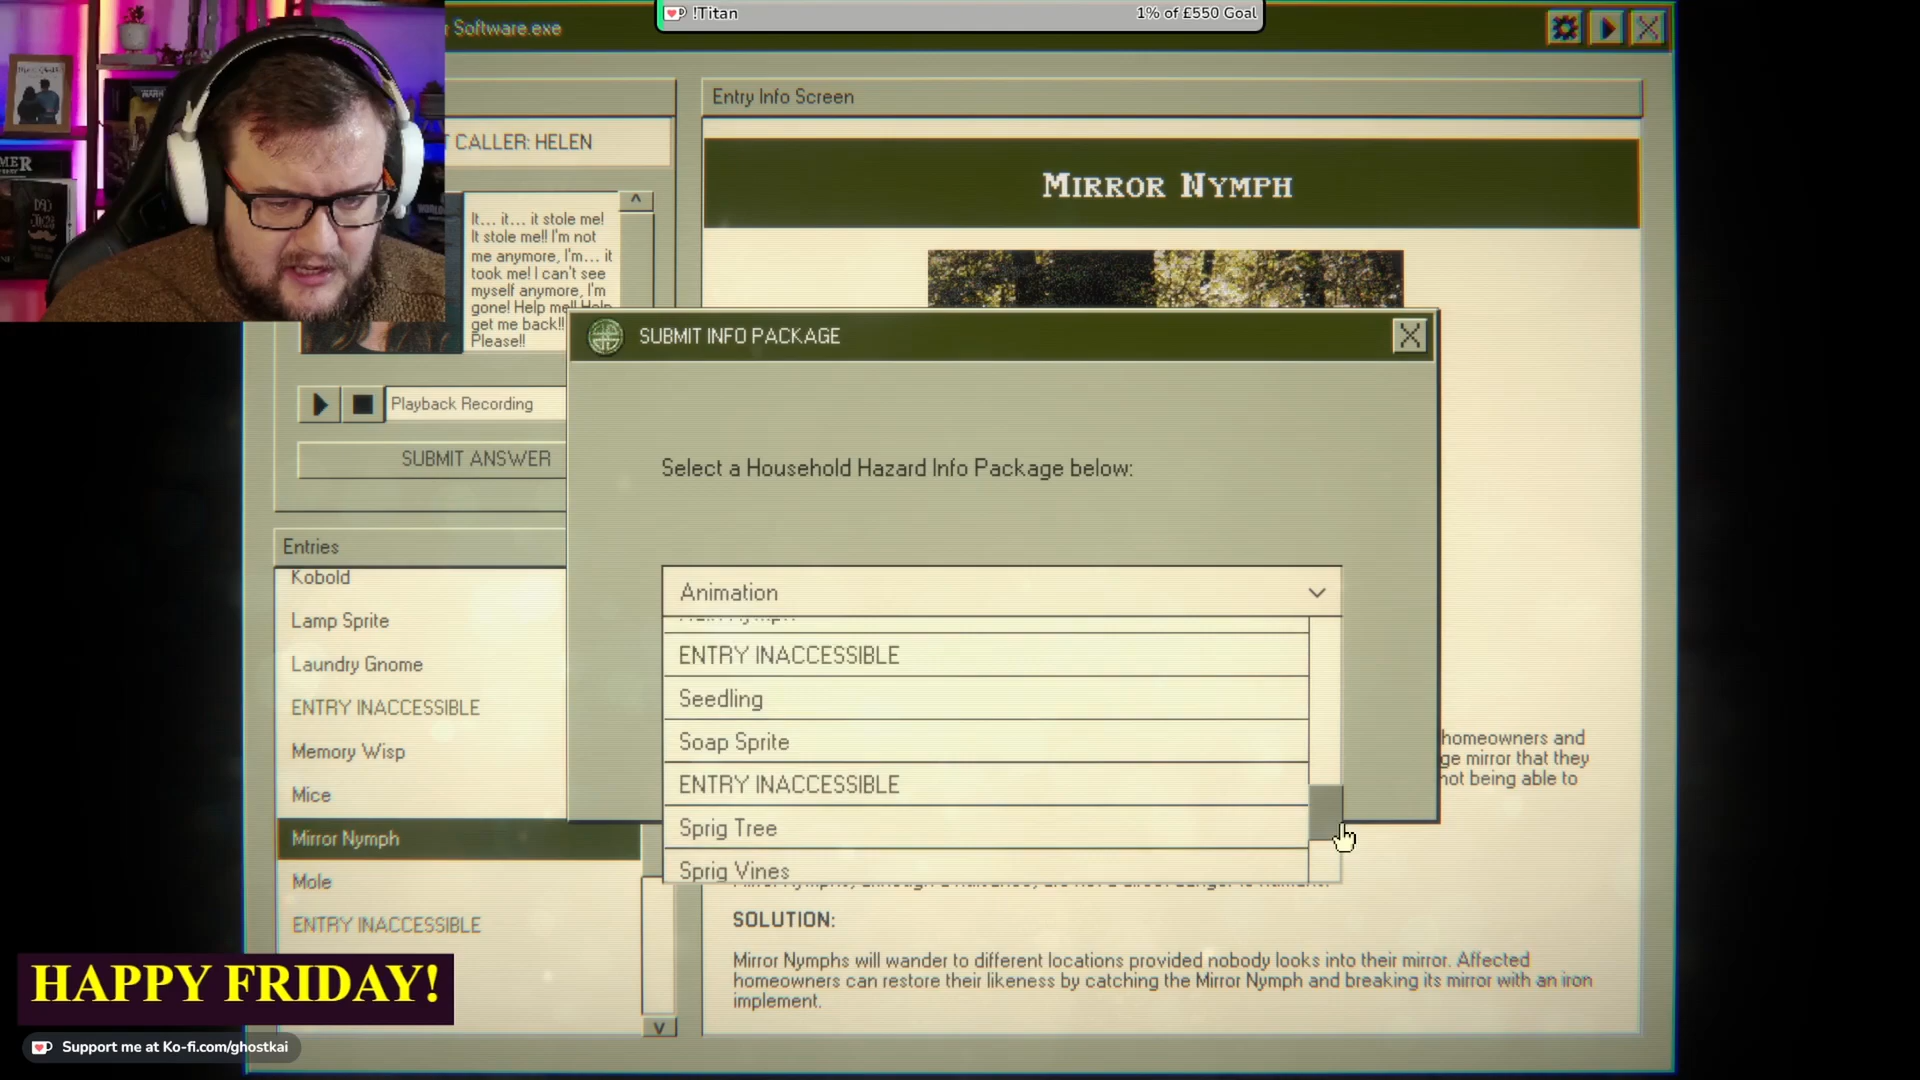 !Titan
1% of £550 Goal
Software.exe
CALLER: HELEN
It... it... it stole me!
It stole me!! I'm not
me anymore, I'm... it
took me! I can't see
myself anymore, I'm
gone! Help me!! Help
get me back!!
Please!!
Playback Recording
SUBMIT ANSWER
Entries
Kobold
Lamp Sprite
Laundry Gnome
ENTRY INACCESSIBLE
Memory Wisp
Mice
Mirror Nymph
Mole
ENTRY INACCESSIBLE
Entry Info Screen
MIRROR NYMPH
SUBMIT INFO PACKAGE
Select a Household Hazard Info Package below:
Animation
ENTRY INACCESSIBLE
Seedling
Soap Sprite
ENTRY INACCESSIBLE
Sprig Tree
Sprig Vines
homeowners and
mirror that they
not being able to
SOLUTION:
Mirror Nymphs will wander to different locations provided nobody looks into their mirror. Affected
homeowners can restore their likeness by catching the Mirror Nymph and breaking its mirror with an iron
implement.
HAPPY FRIDAY!
Support me at Ko-fi.com/ghostkai